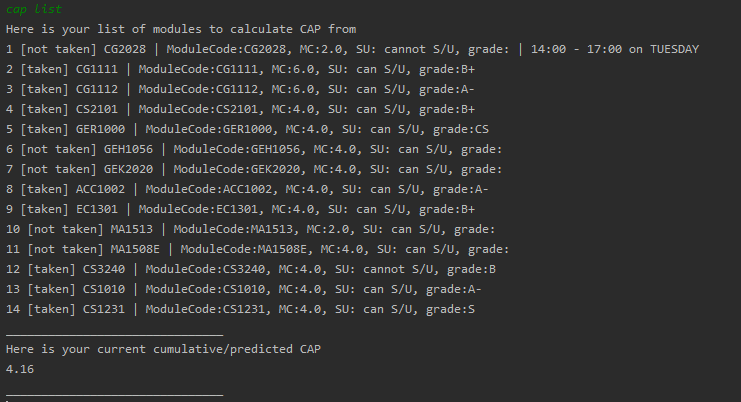 cap list
Here is your list of modules to calculate CAP from
1 [not taken] CG2028 | ModuleCode:CG2028, MC:2.0, SU: cannot S/U, grade: | 14:00 - 17:00 on TUESDAY
2 [taken] CG1111 | ModuleCode:CG1111, MC:6.0, SU: can S/U, grade:B+
3 [taken] CG1112 | ModuleCode:CG1112, MC:6.0, SU: can S/U, grade:A-
4 [taken] CS2101 | ModuleCode:CS2101, MC:4.0, SU: can S/U, grade:B+
5 [taken] GER1000 | ModuleCode:GER1000, MC:4.0, SU: can S/U, grade:CS
6 [not taken] GEH1056 | ModuleCode:GEH1056, MC:4.0, SU: can S/U, grade:
7 [not taken] GEK2020 | ModuleCode:GEK2020, MC:4.0, SU: can S/U, grade:
8 [taken] ACC1002 | ModuleCode:ACC1002, MC:4.0, SU: can S/U, grade:A-
9 [taken] EC1301 | ModuleCode:EC1301, MC:4.0, SU: can S/U, grade:B+
10 [not taken] MA1513 | ModuleCode:MA1513, MC:2.0, SU: can S/U, grade:
11 [not taken] MA1508E | ModuleCode:MA1508E, MC:4.0, SU: can S/U, grade:
12 [taken] CS3240 | ModuleCode:CS3240, MC:4.0, SU: cannot S/U, grade:B
13 [taken] CS1010 | ModuleCode:CS1010, MC:4.0, SU: can S/U, grade:A-
14 [taken] CS1231 | ModuleCode:CS1231, MC:4.0, SU: can S/U, grade:S
_______________________________
Here is your current cumulative/predicted CAP
4.16
_______________________________